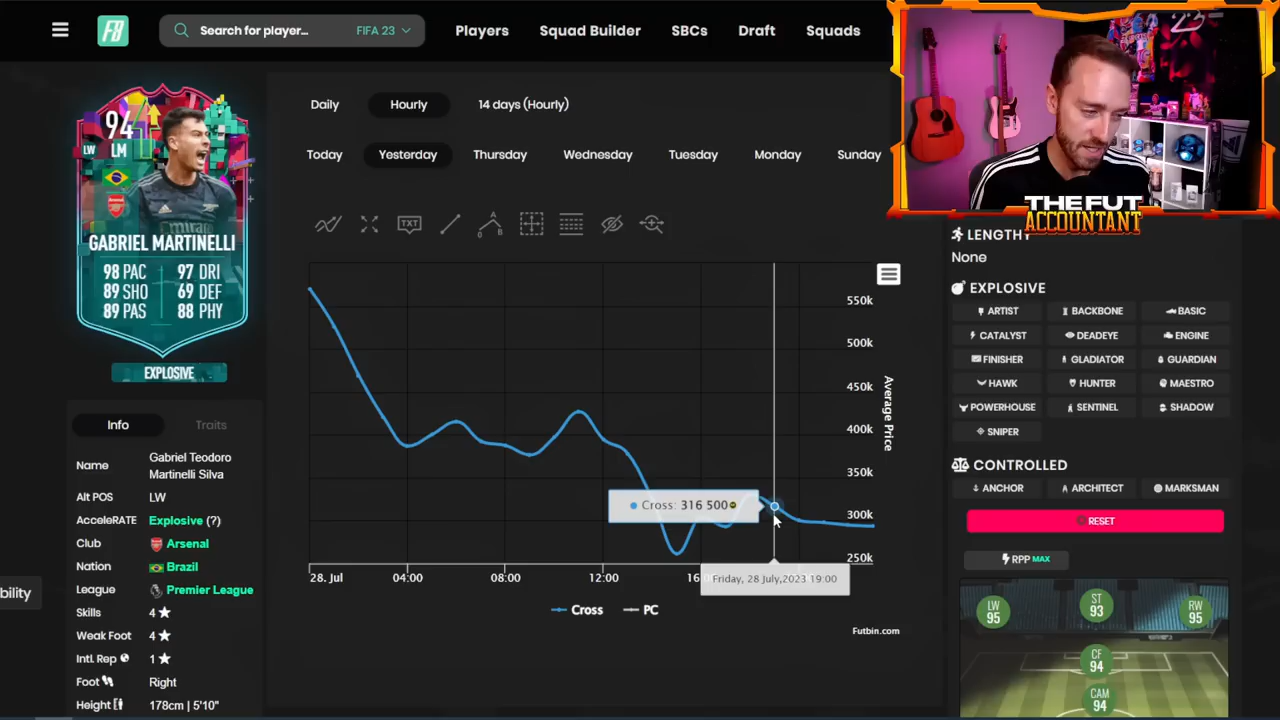 FB
Search for player...
FIFA 23
Players
Squad Builder
SBCs
Draft
Squads
23
THE FUT
ACCOUNTANT
94
LW
LM
GABRIEL MARTINELLI
98 PAC
97 DRI
89 SHO
69 DEF
89 PAS
88 PHY
EXPLOSIVE
Daily
Hourly
14 days (Hourly)
Today
Yesterday
Thursday
Wednesday
Tuesday
Monday
Sunday
TXT
550k
500k
450k
400k
350k
300k
250k
Average Price
Cross: 316 500
Friday, 28 July,2023 19:00
28. Jul
04:00
08:00
12:00
Cross
PC
Futbin.com
bility
Info
Traits
Name
Gabriel Teodoro
Martinelli Silva
Alt POS
LW
AcceleRATE
Explosive (?)
Club
Arsenal
Nation
Brazil
League
Premier League
Skills
4
Weak Foot
4
Intl. Rep
1
Foot
Right
Height
178cm | 5'10"
LENGTHY
None
EXPLOSIVE
ARTIST
BACKBONE
BASIC
CATALYST
DEADEYE
ENGINE
FINISHER
GLADIATOR
GUARDIAN
HAWK
HUNTER
MAESTRO
POWERHOUSE
SENTINEL
SHADOW
SNIPER
CONTROLLED
ANCHOR
ARCHITECT
MARKSMAN
RESET
RPP MAX
LW
95
ST
93
RW
95
CF
94
CAM
94